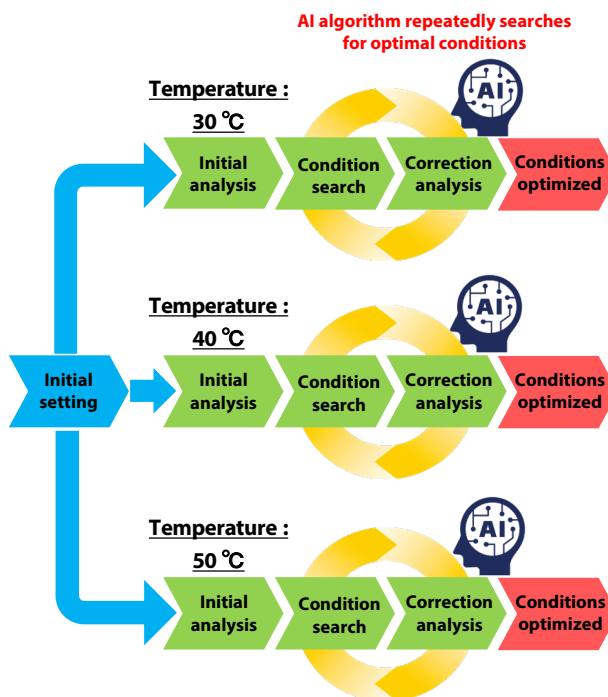 AI algorithm repeatedly searches
for optimal conditions
Temperature :
30 ℃
AI
Initial
analysis
Condition
search
Correction
analysis
Conditions
optimized
Temperature :
40 ℃
AI
Initial
setting
Initial
analysis
Condition
search
Correction
analysis
Conditions
optimized
Temperature :
50 ℃
AI
Initial
analysis
Condition
search
Correction
analysis
Conditions
optimized